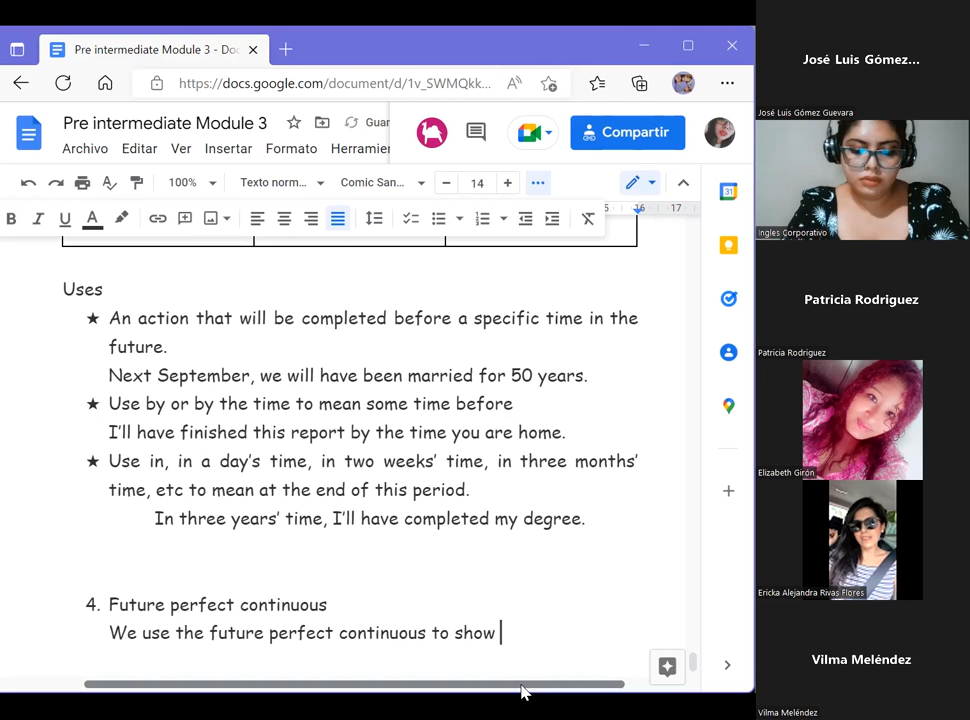 Pre intermediate Module 3 - Doc
https://docs.google.com/document/d/1v_SWMQkk...
Pre intermediate Module 3
Guar
Archivo Editar Ver Insertar Formato Herramier
Compartir
100% Texto norm... Comic San... 14
B I U A
16 17
31
Uses
★ An action that will be completed before a specific time in the
future.
Next September, we will have been married for 50 years.
★ Use by or by the time to mean some time before
I'll have finished this report by the time you are home.
★ Use in, in a day's time, in two weeks' time, in three months'
time, etc to mean at the end of this period.
In three years' time, I'll have completed my degree.
4. Future perfect continuous
We use the future perfect continuous to show
José Luis Gómez...
José Luis Gómez Guevara
Ingles Corporativo
Patricia Rodriguez
Patricia Rodriguez
Elizabeth Girón
Ericka Alejandra Rivas Flores
Vilma Meléndez
Vilma Meléndez